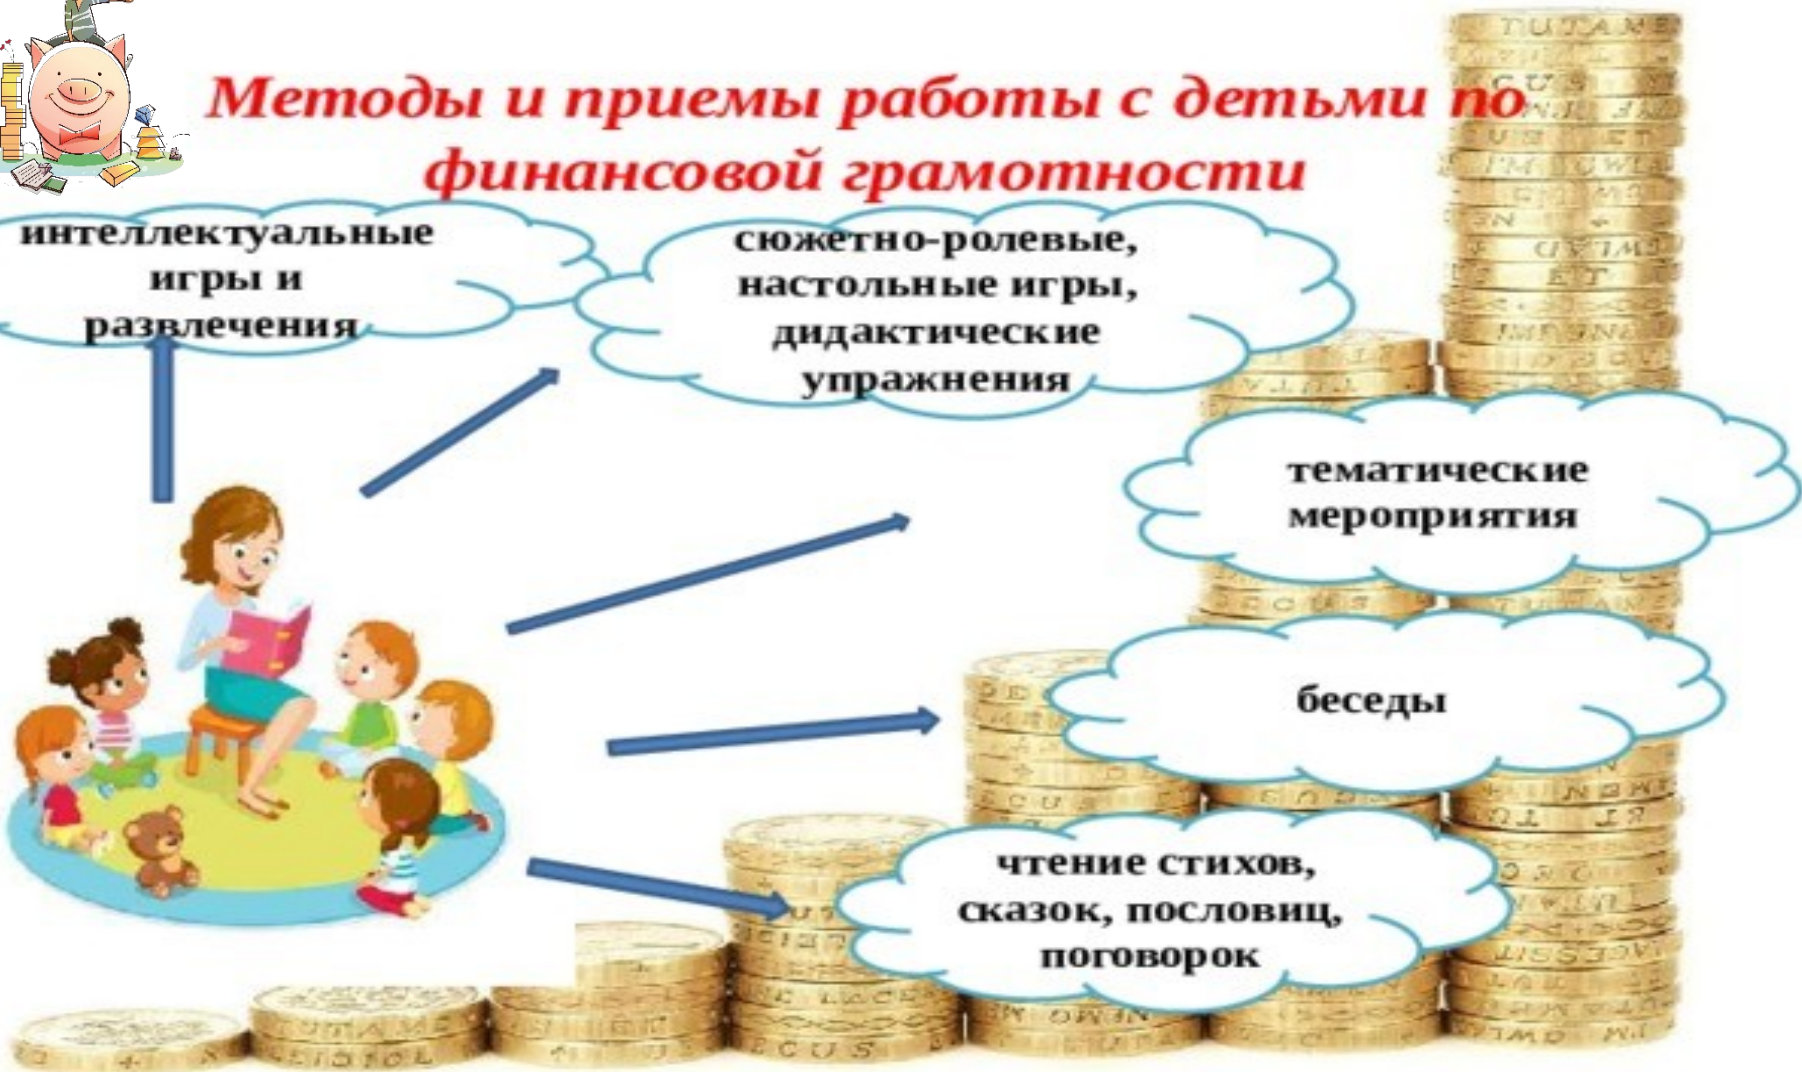 Методы и приемы работы с детьми по
финансовой грамотности
интеллектуальные
игры и
развлечения
сюжетно-ролевые,
настольные игры,
дидактические
упражнения
тематические
мероприятия
беседы
чтение стихов,
сказок, пословиц,
поговорок